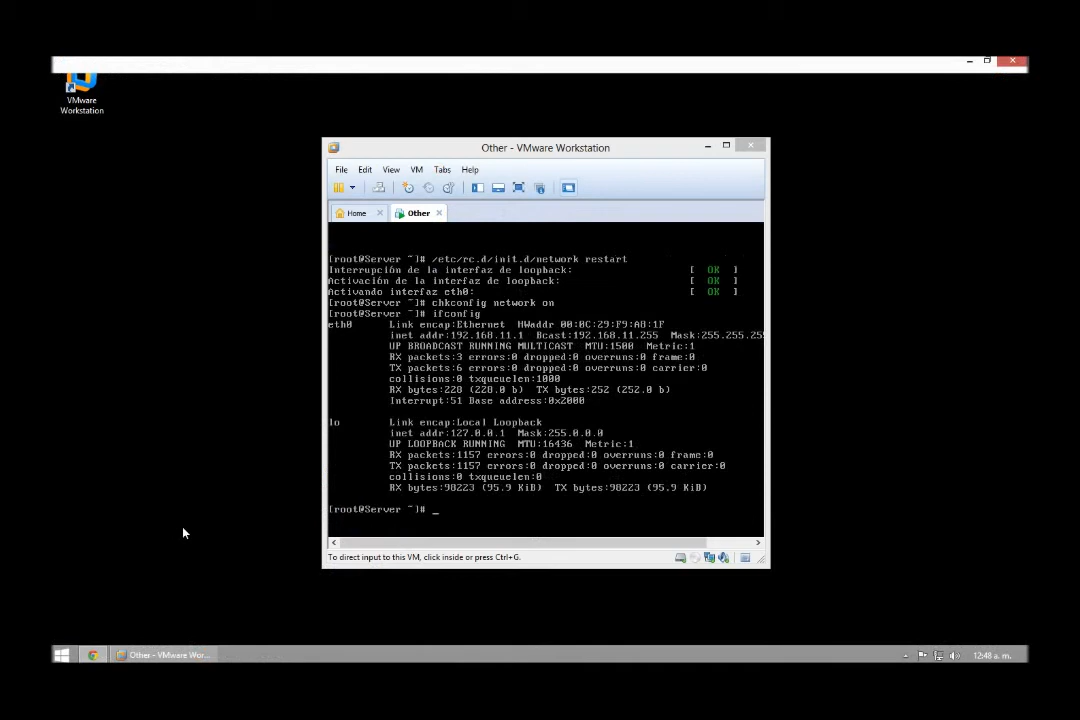 VMware
Workstation
Other - VMware Workstation
File Edit View VM Tabs Help
Home Other
[root@Server ~]# /etc/rc.d/init.d/network restart
Interrupción de la interfaz de loopback: [ OK ]
Activación de la interfaz de loopback: [ OK ]
Activando interfaz eth0: [ OK ]
[root@Server ~]# chkconfig network on
[root@Server ~]# ifconfig
eth0 Link encap:Ethernet HWaddr 00:0C:29:F9:A8:1F
inet addr:192.168.11.1 Bcast:192.168.11.255 Mask:255.255.255
UP BROADCAST RUNNING MULTICAST MTU:1500 Metric:1
RX packets:3 errors:0 dropped:0 overruns:0 frame:0
TX packets:6 errors:0 dropped:0 overruns:0 carrier:0
collisions:0 txqueuelen:1000
RX bytes:228 (228.0 b) TX bytes:252 (252.0 b)
Interrupt:51 Base address:0x2000
lo Link encap:Local Loopback
inet addr:127.0.0.1 Mask:255.0.0.0
UP LOOPBACK RUNNING MTU:16436 Metric:1
RX packets:1157 errors:0 dropped:0 overruns:0 frame:0
TX packets:1157 errors:0 dropped:0 overruns:0 carrier:0
collisions:0 txqueuelen:0
RX bytes:98223 (95.9 KiB) TX bytes:98223 (95.9 KiB)
[root@Server ~]# _
To direct input to this VM, click inside or press Ctrl+G.
Other - VMware Wor...
12:48 a. m.